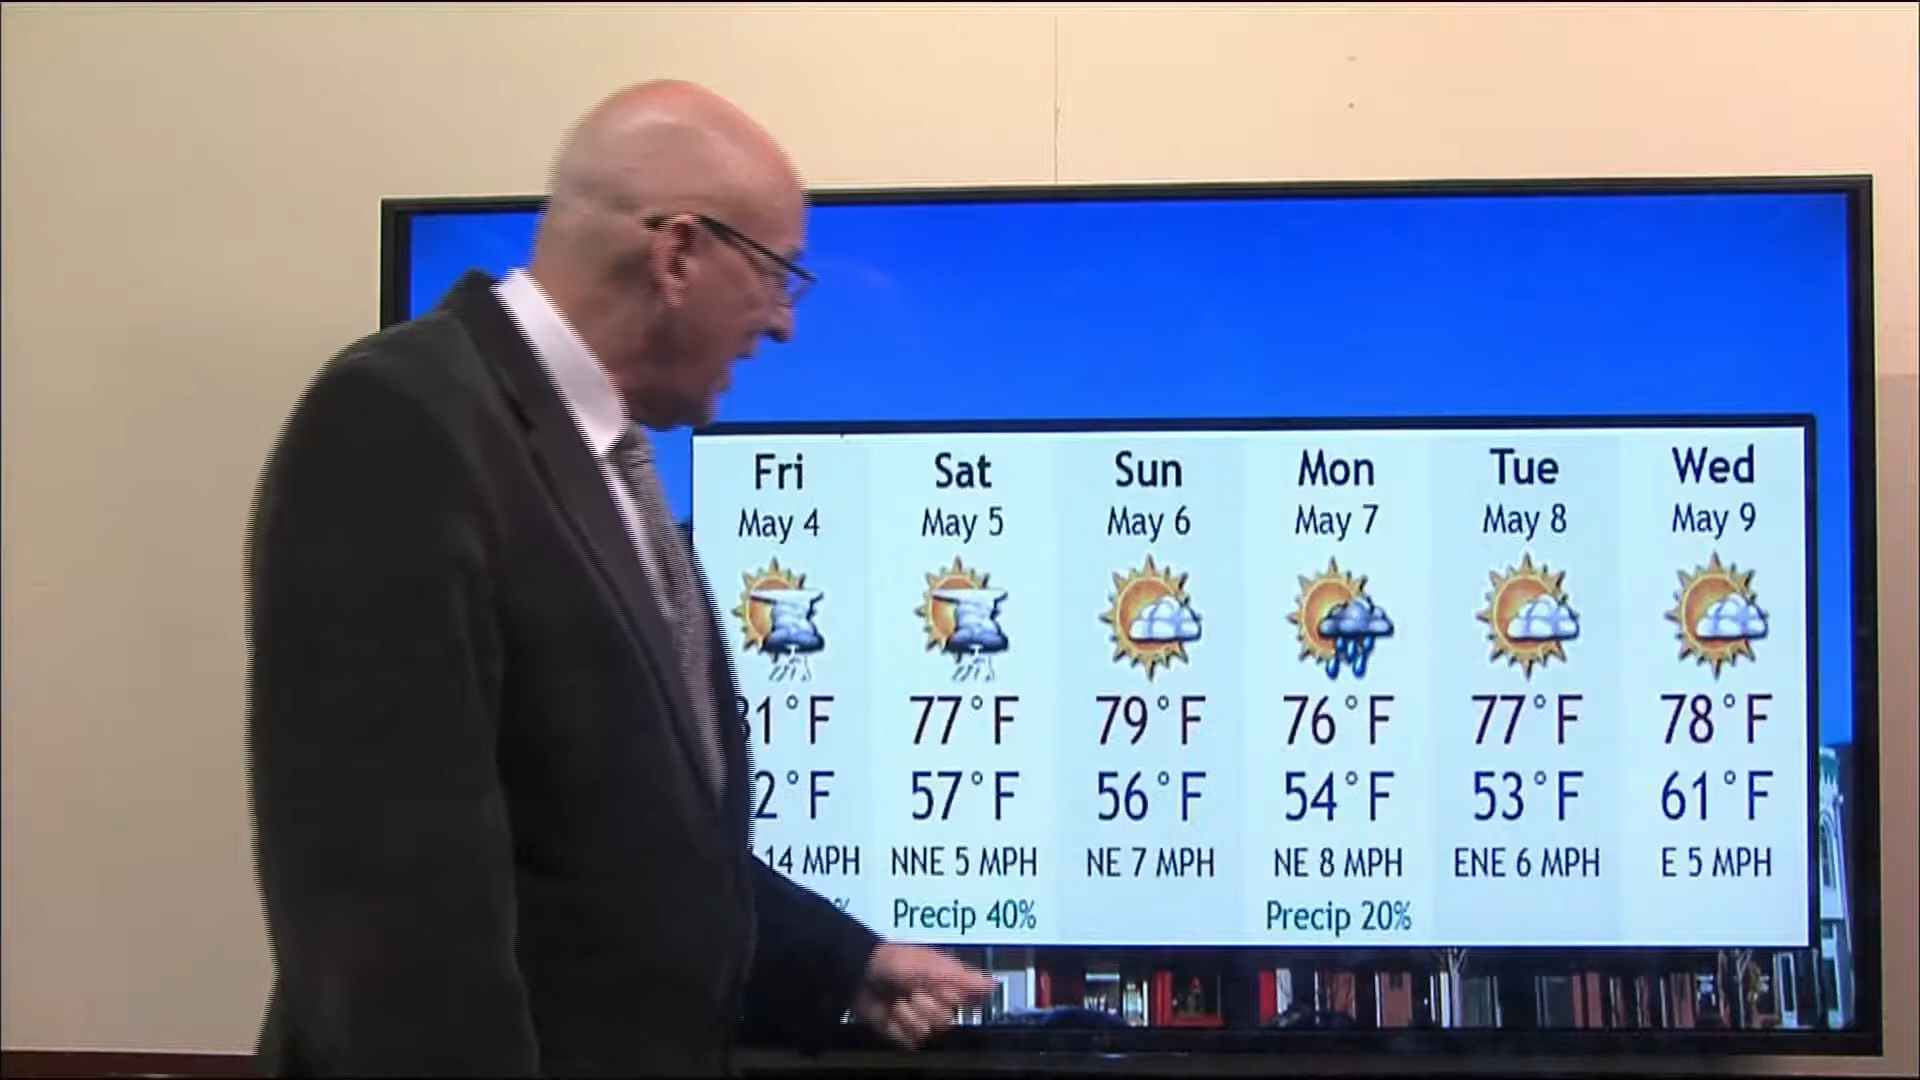 Fri Sat Sun Mon Tue Wed
May 4 May 5 May 6 May 7 May 8 May 9
1°F 77°F 79°F 76°F 77°F 78°F
2°F 57°F 56°F 54°F 53°F 61°F
14 MPH NNE 5 MPH NE 7 MPH NE 8 MPH ENE 6 MPH E 5 MPH
% Precip 40% Precip 20%